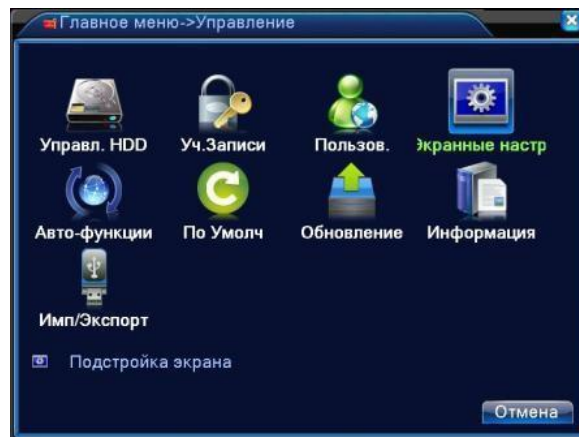 Главное меню->Управление
Управл. HDD Уч.Записи Пользов. Экранные настр
Авто-функции По Умолч Обновление Информация
Имп/Экспорт
Подстройка экрана
Отмена